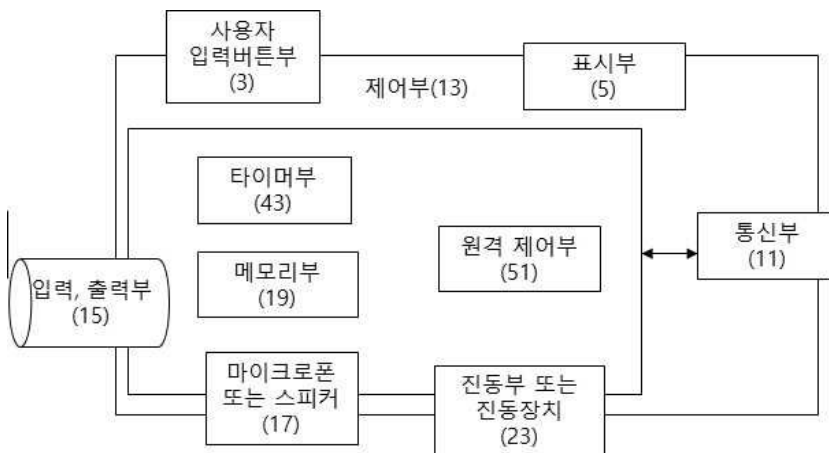 사용자
입력버튼부
(3)
제어부(13)
표시부
(5)
타이머부
(43)
원격 제어부
(51)
통신부
(11)
메모리부
(19)
입력, 출력부
(15)
마이크로폰
또는 스피커
(17)
진동부 또는
진동장치
(23)